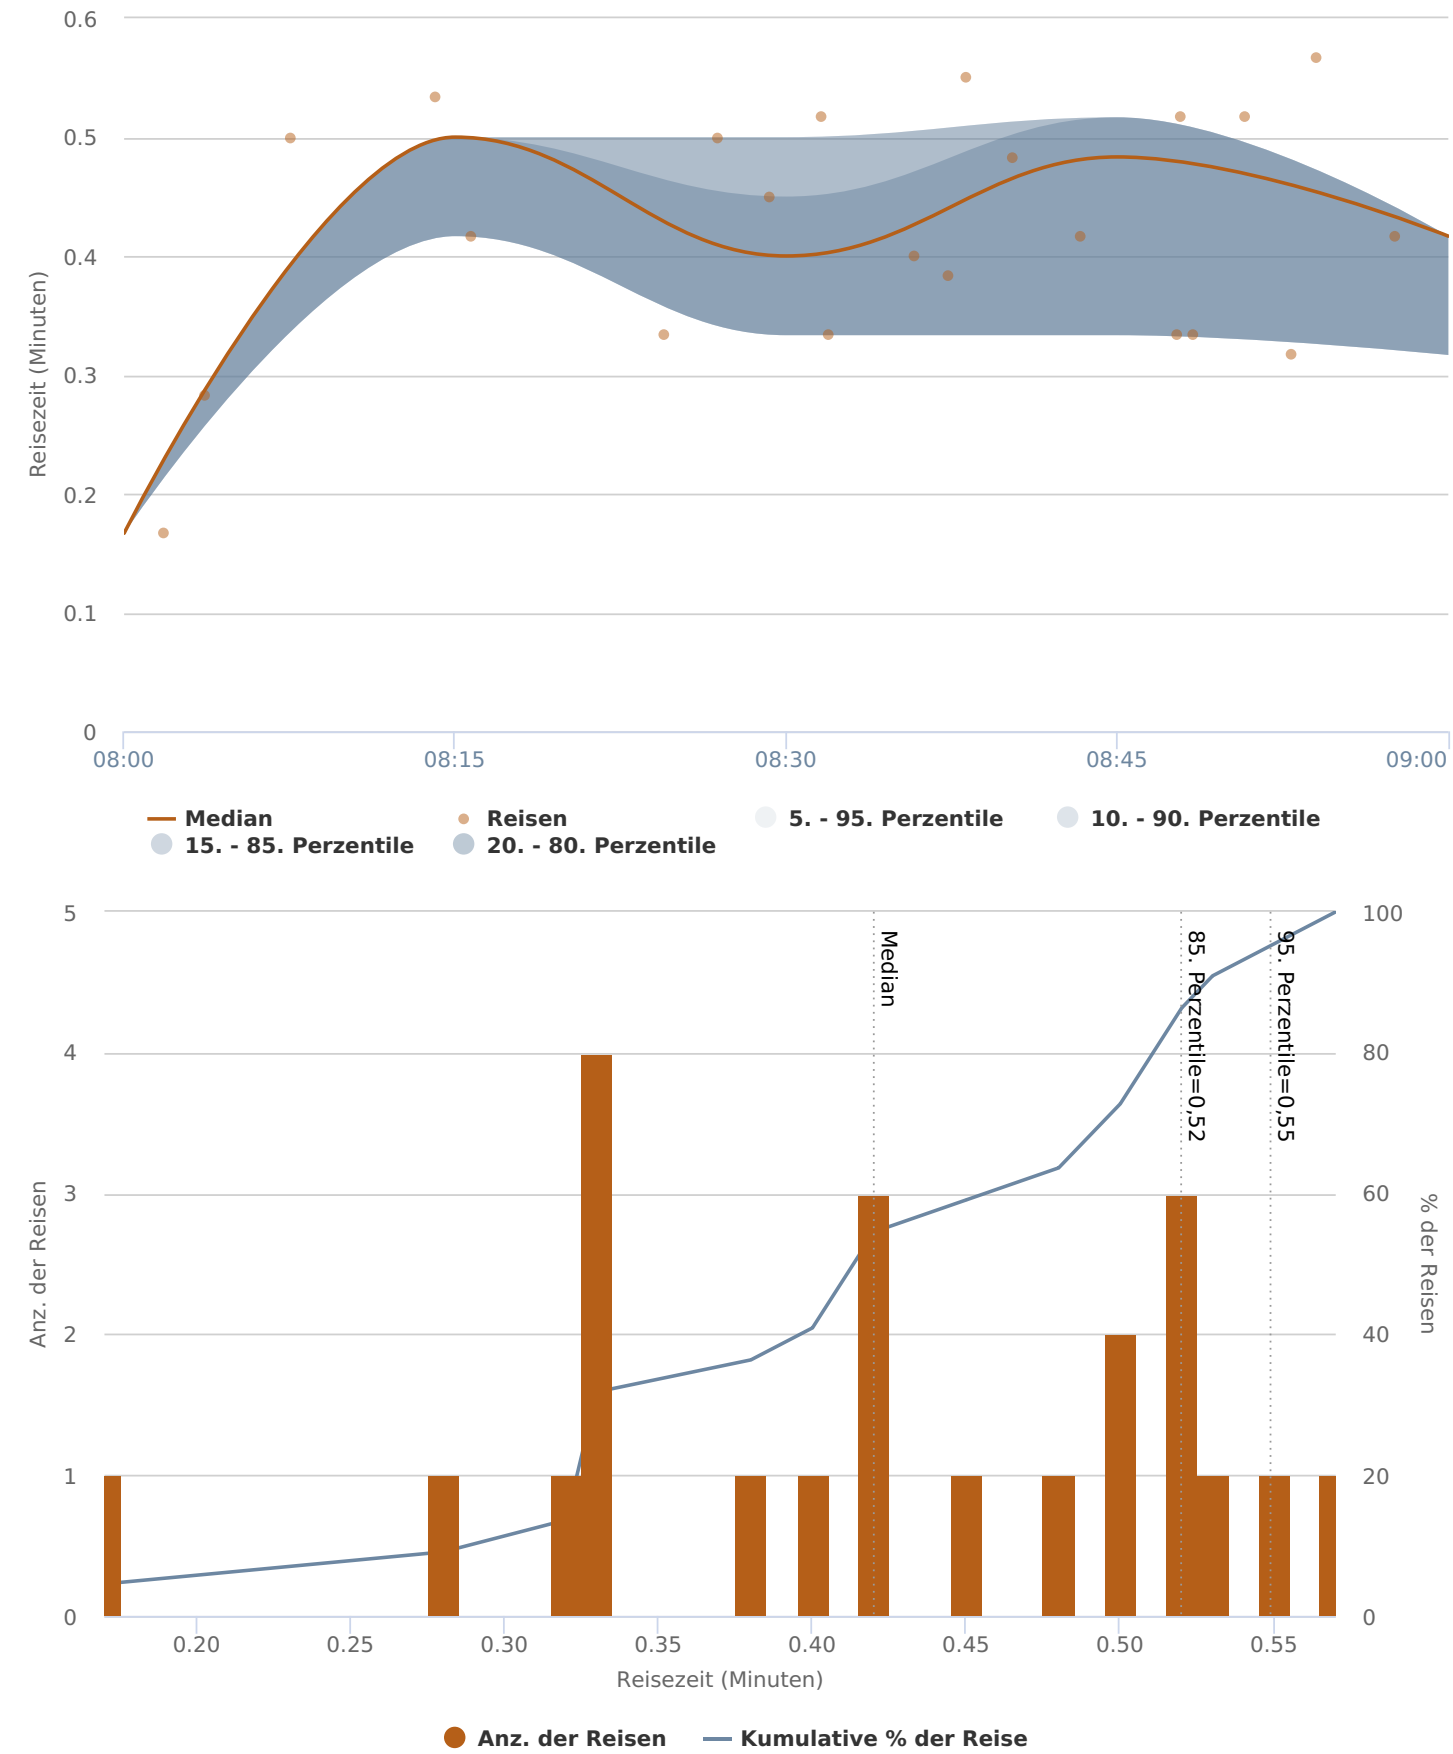 0.6
0.5
0.4
0.3
0.2
0.1
0
Reisezeit (Minuten)
08:00 08:15 08:30 08:45 09:00
Median Reisen 5. - 95. Perzentile 10. - 90. Perzentile
15. - 85. Perzentile 20. - 80. Perzentile
5 100
4 80
3 60
2 40
1 20
0 0
Anz. der Reisen
% der Reisen
Median
85. Perzentile=0,52
95. Perzentile=0,55
0.20 0.25 0.30 0.35 0.40 0.45 0.50 0.55
Reisezeit (Minuten)
Anz. der Reisen Kumulative % der Reise